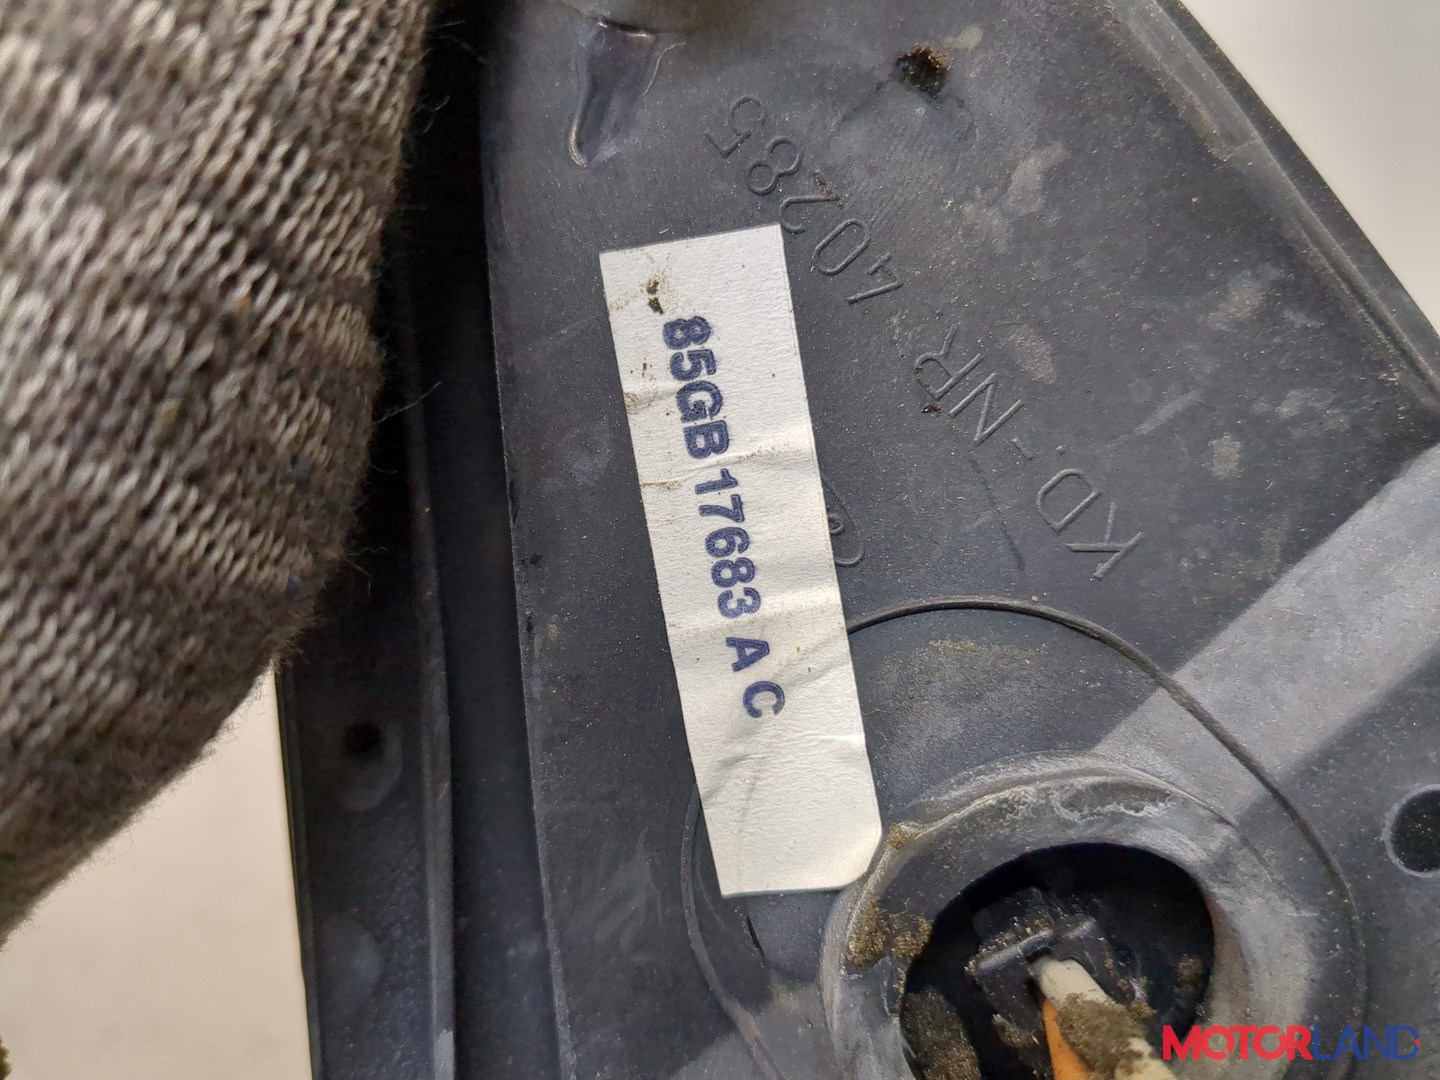 KD.-NR 40285
85GB 17683 A C
MOTORLAND